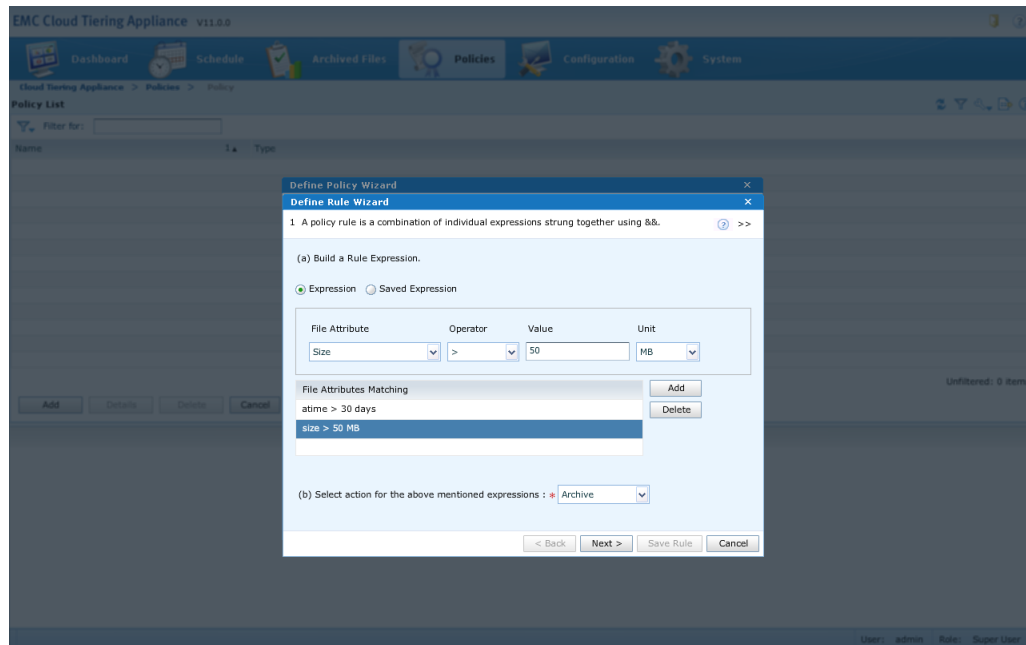 EMC Cloud Tiering Appliance V11.0.0
Dashboard Schedule Archived Files Policies Configuration System
Cloud Tiering Appliance > Policies > Policy
Policy List
Filter for:
Name 1 Type
Define Policy Wizard
Define Rule Wizard
1 A policy rule is a combination of individual expressions strung together using &&.
? >>
(a) Build a Rule Expression.
Expression Saved Expression
File Attribute Operator Value Unit
Size > 50 MB
File Attributes Matching
Add
atime > 30 days
Delete
size > 50 MB
Unfiltered: 0 item
Add Details Delete Cancel
(b) Select action for the above mentioned expressions : * Archive
< Back Next > Save Rule Cancel
User: admin Role: Super User